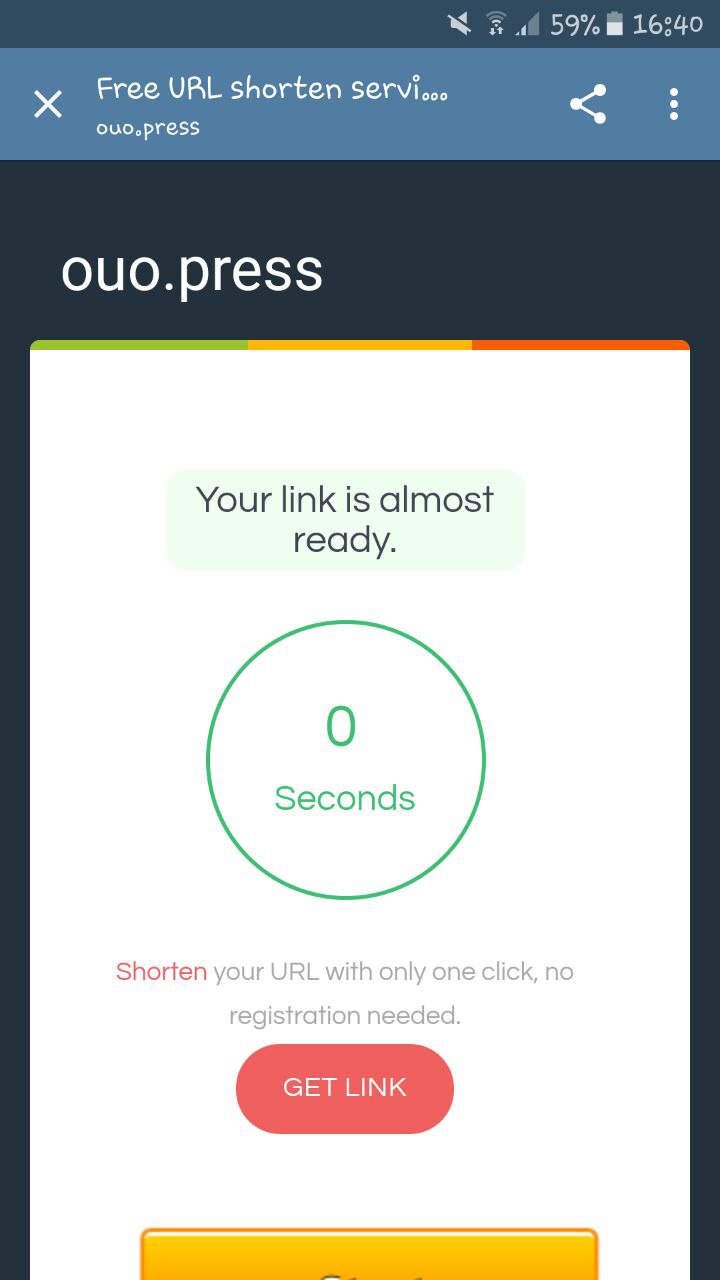 59% 16:40
Free URL shorten servi...
ouo.press
ouo.press
Your link is almost
ready.
0
Seconds
Shorten your URL with only one click, no
registration needed.
GET LINK